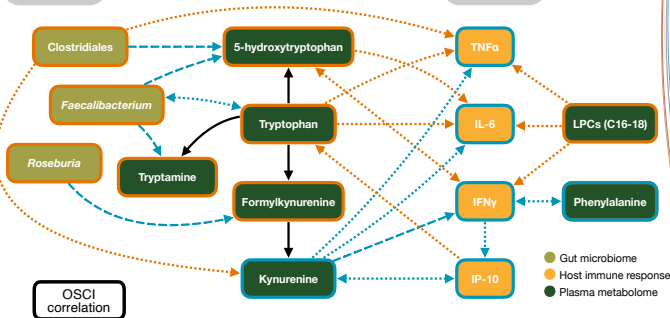 Clostridiales
5-hydroxytryptophan
TNFα
Faecalibacterium
Tryptophan
IL-6
LPCs (C16-18)
Roseburia
Tryptamine
Formylkynurenine
IFNγ
Phenylalanine
Kynurenine
IP-10
Gut microbiome
Host immune response
Plasma metabolome
OSCI
correlation